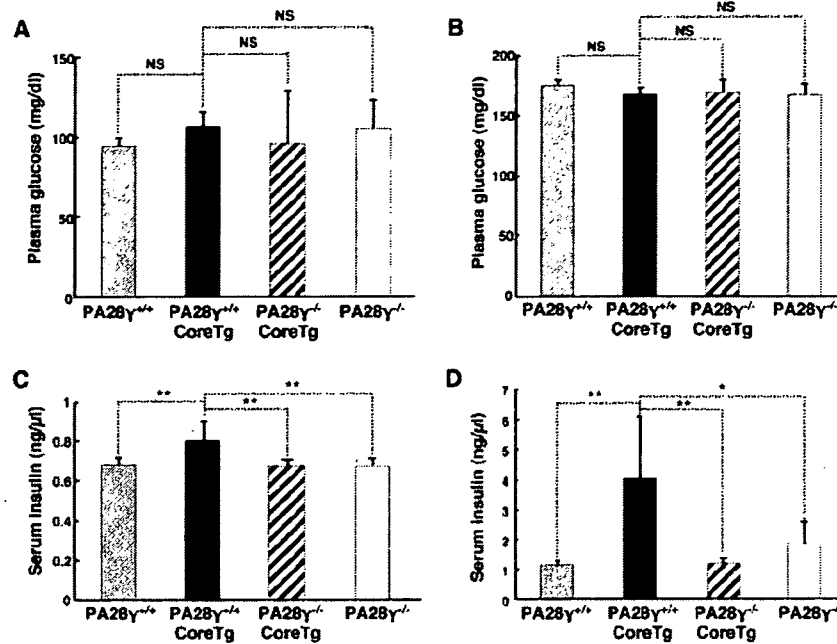 A
NS
NS
NS
Plasma glucose (mg/dl)
150
100
50
0
PA28γ+/+
PA28γ+/+
CoreTg
PA28γ-/-
CoreTg
PA28γ-/-
B
NS
NS
NS
Plasma glucose (mg/dl)
200
150
100
50
0
PA28γ+/+
PA28γ+/+
CoreTg
PA28γ-/-
CoreTg
PA28γ-/-
C
**
**
**
Serum Insulin (ng/μl)
1
0.8
0.6
0.4
0.2
0
PA28γ+/+
PA28γ+/+
CoreTg
PA28γ-/-
CoreTg
PA28γ-/-
D
*
**
**
Serum Insulin (ng/μl)
7
6
5
4
3
2
1
0
PA28γ+/+
PA28γ+/+
CoreTg
PA28γ-/-
CoreTg
PA28γ-/